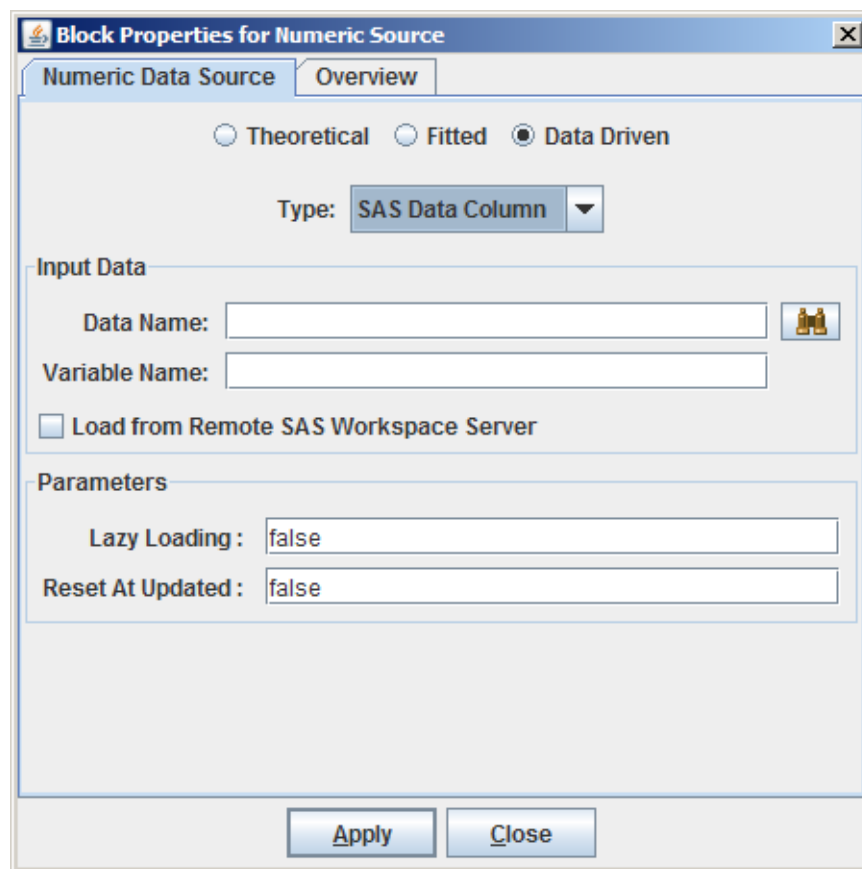 Block Properties for Numeric Source
Numeric Data Source Overview
Theoretical Fitted Data Driven
Type: SAS Data Column
Input Data
Data Name:
Variable Name:
Load from Remote SAS Workspace Server
Parameters
Lazy Loading : false
Reset At Updated : false
Apply Close